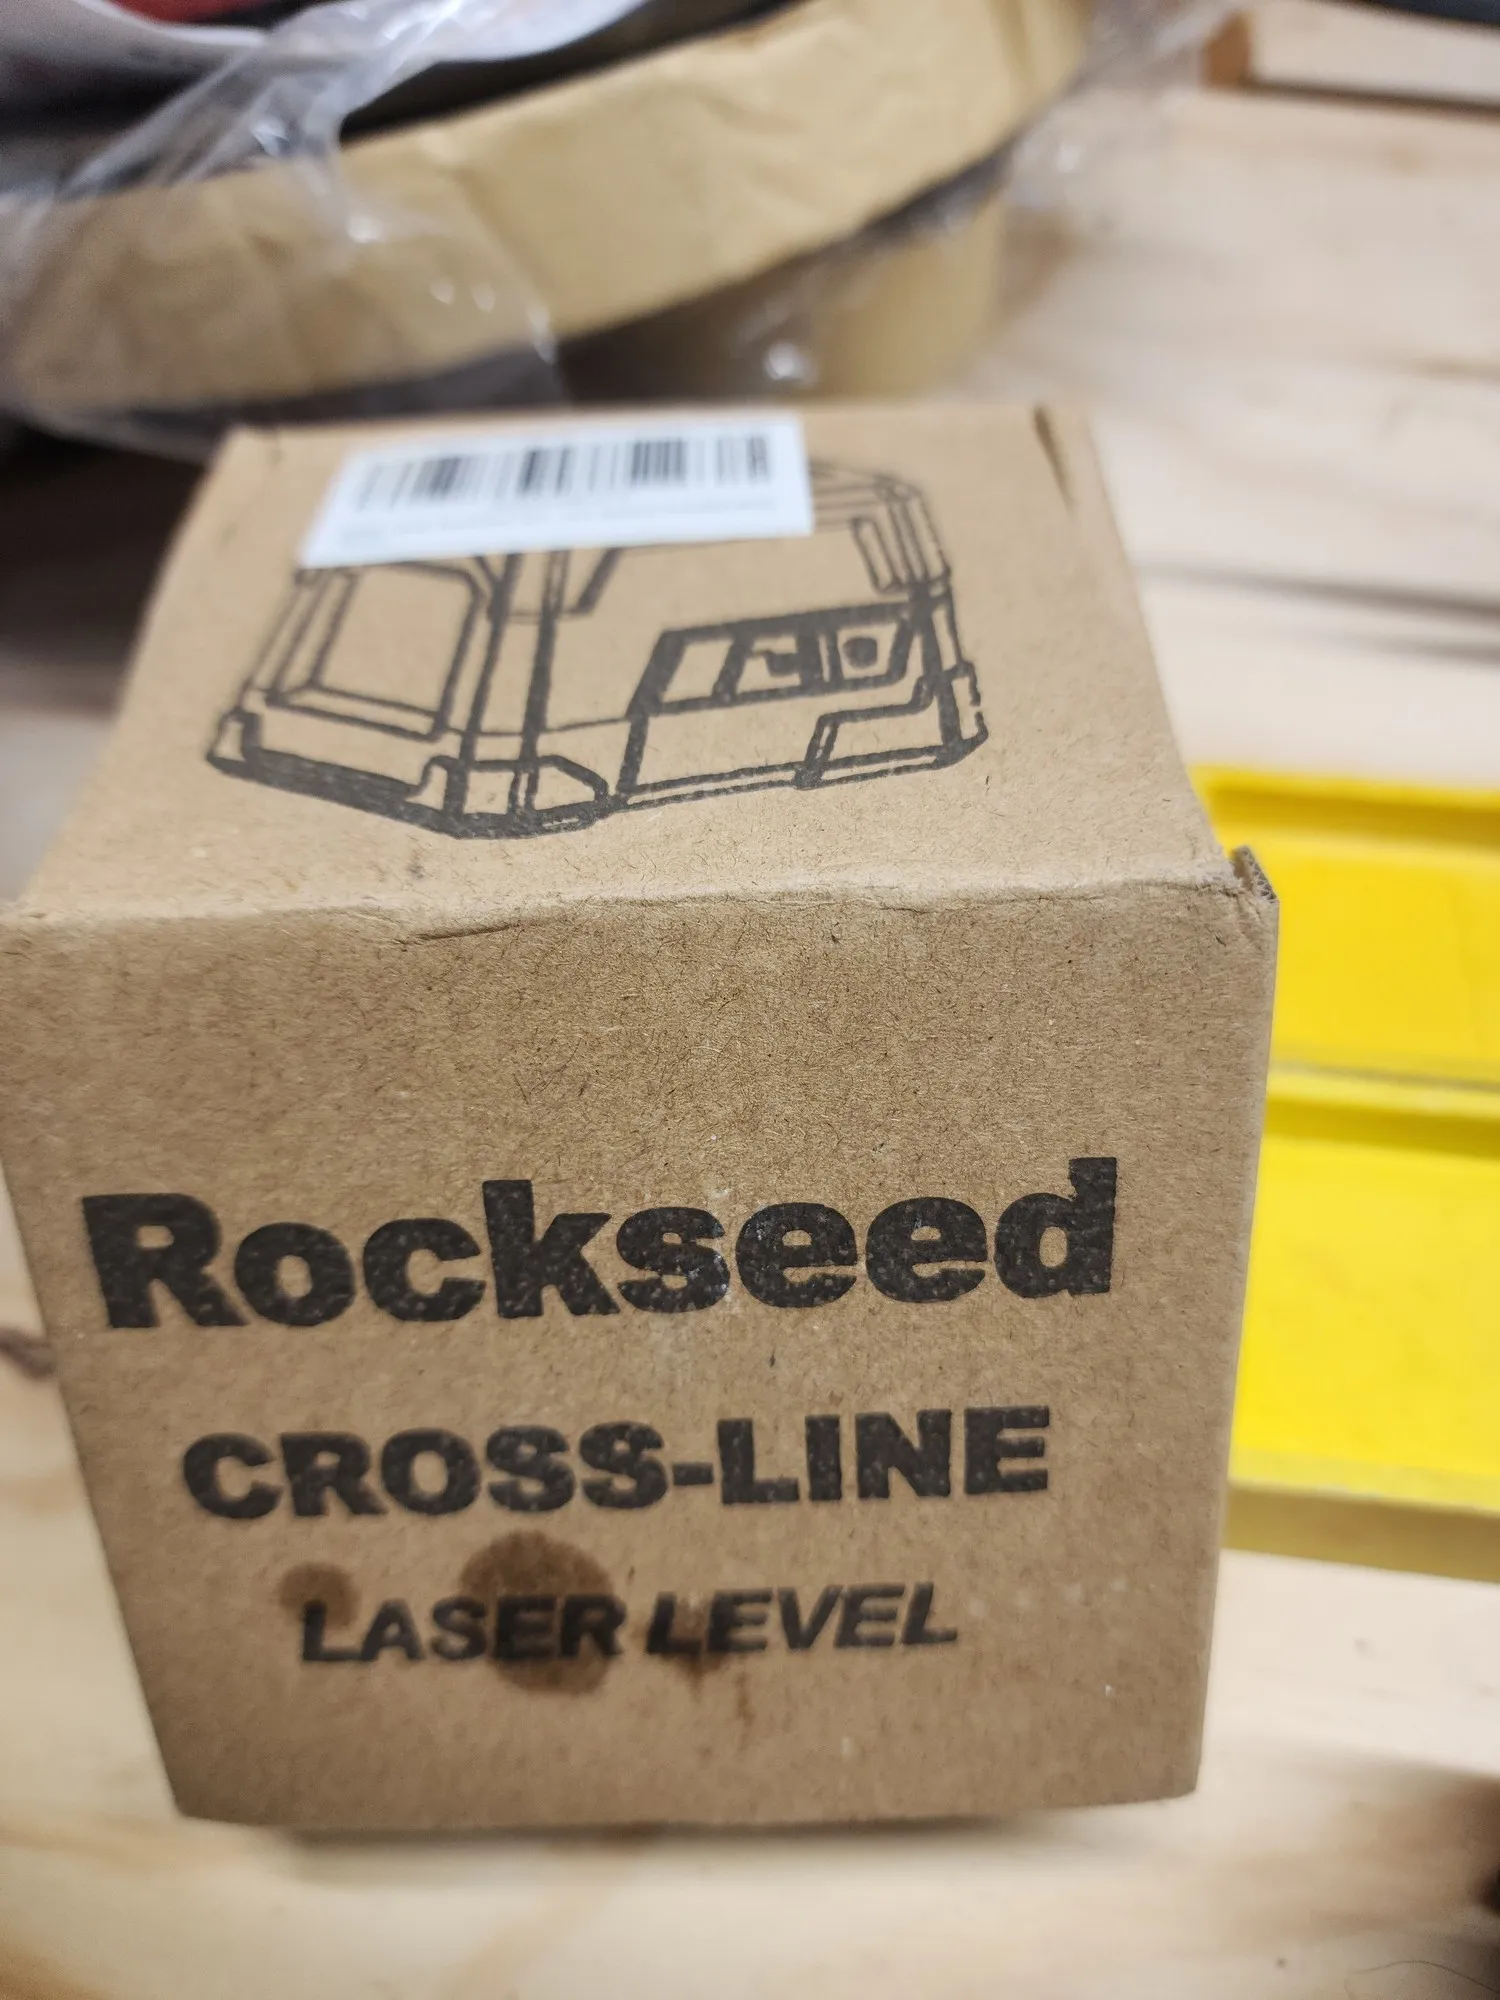 Rockseed
CROSS-LINE
LASER LEVEL